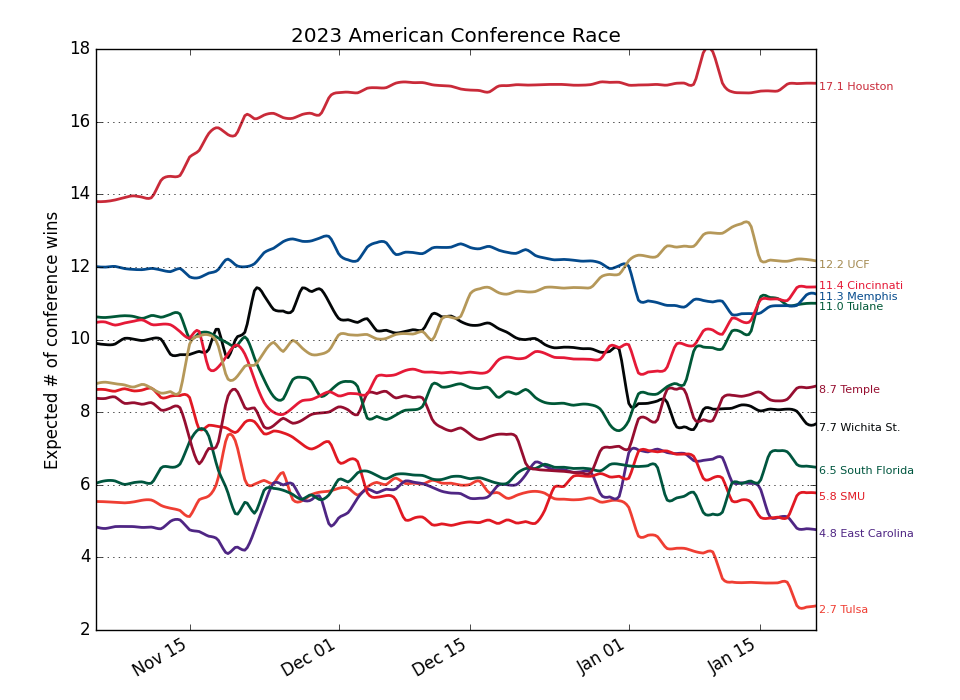 2023 American Conference Race
Expected # of conference wins
18
16
14
12
10
8
6
4
2
Nov 15
Dec 01
Dec 15
Jan 01
Jan 15
17.1 Houston
12.2 UCF
11.4 Cincinnati
11.3 Memphis
11.0 Tulane
8.7 Temple
7.7 Wichita St.
6.5 South Florida
5.8 SMU
4.8 East Carolina
2.7 Tulsa